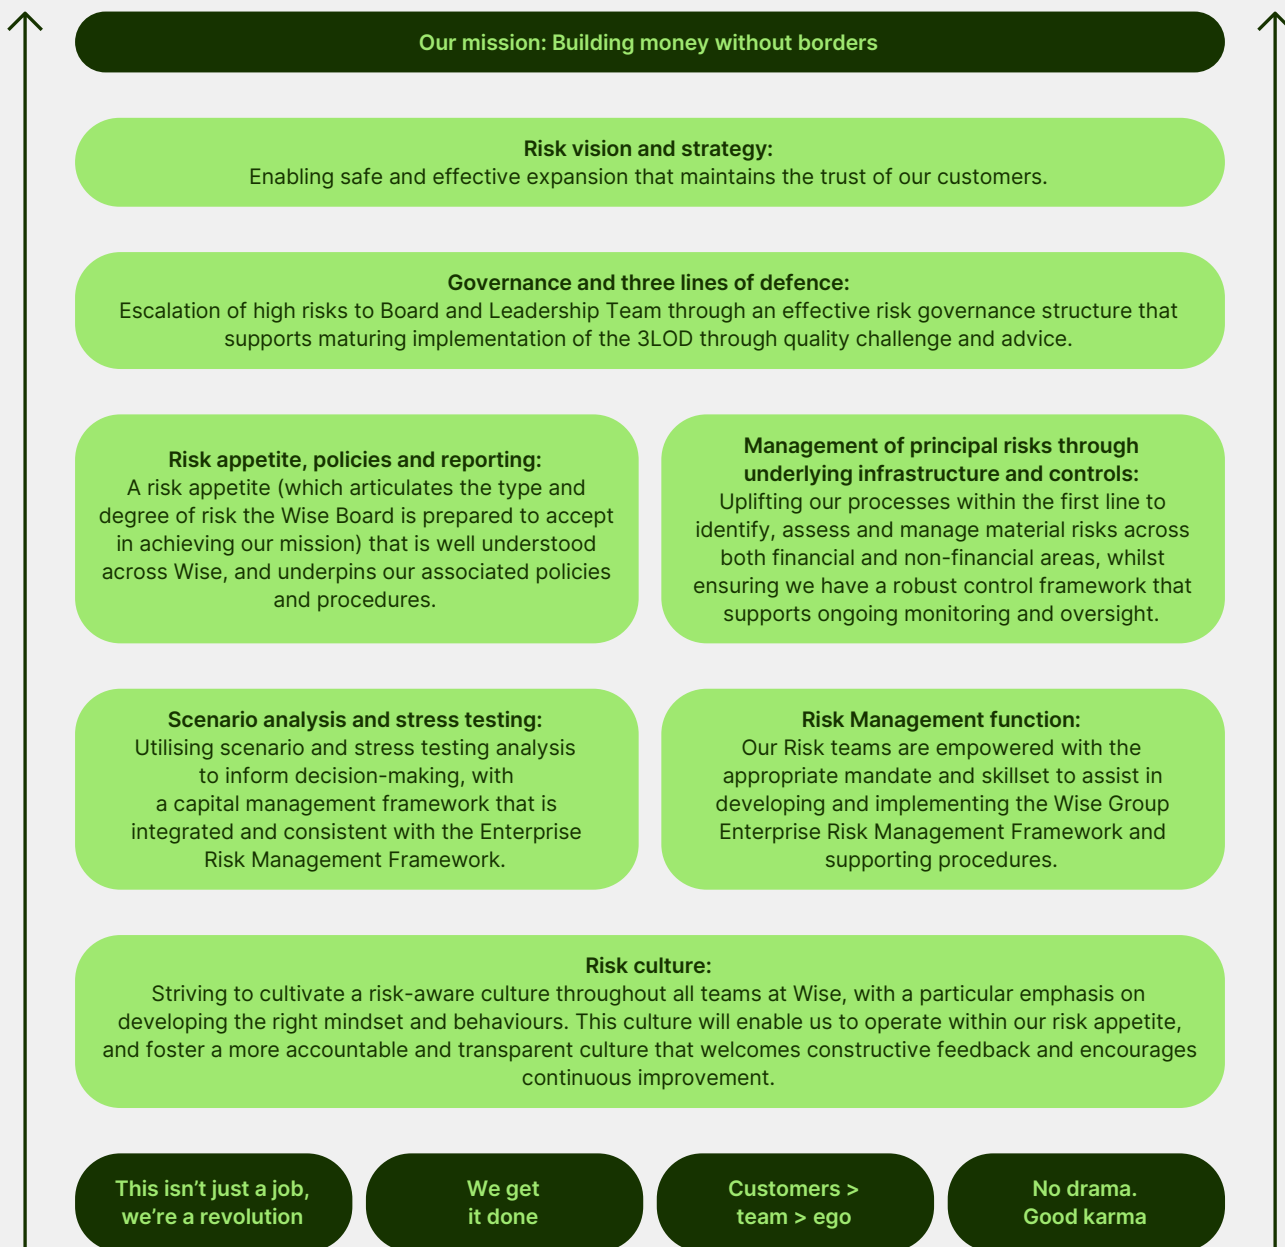 Our mission: Building money without borders
Risk vision and strategy:
Enabling safe and effective expansion that maintains the trust of our customers.
Governance and three lines of defence:
Escalation of high risks to Board and Leadership Team through an effective risk governance structure that
supports maturing implementation of the 3LOD through quality challenge and advice.
Risk appetite, policies and reporting:
A risk appetite (which articulates the type and
degree of risk the Wise Board is prepared to accept
in achieving our mission) that is well understood
across Wise, and underpins our associated policies
and procedures.
Management of principal risks through
underlying infrastructure and controls:
Uplifting our processes within the first line to
identify, assess and manage material risks across
both financial and non-financial areas, whilst
ensuring we have a robust control framework that
supports ongoing monitoring and oversight.
Scenario analysis and stress testing:
Utilising scenario and stress testing analysis
to inform decision-making, with
a capital management framework that is
integrated and consistent with the Enterprise
Risk Management Framework.
Risk Management function:
Our Risk teams are empowered with the
appropriate mandate and skillset to assist in
developing and implementing the Wise Group
Enterprise Risk Management Framework and
supporting procedures.
Risk culture:
Striving to cultivate a risk-aware culture throughout all teams at Wise, with a particular emphasis on
developing the right mindset and behaviours. This culture will enable us to operate within our risk appetite,
and foster a more accountable and transparent culture that welcomes constructive feedback and encourages
continuous improvement.
This isn’t just a job,
we’re a revolution
We get
it done
Customers >
team > ego
No drama.
Good karma